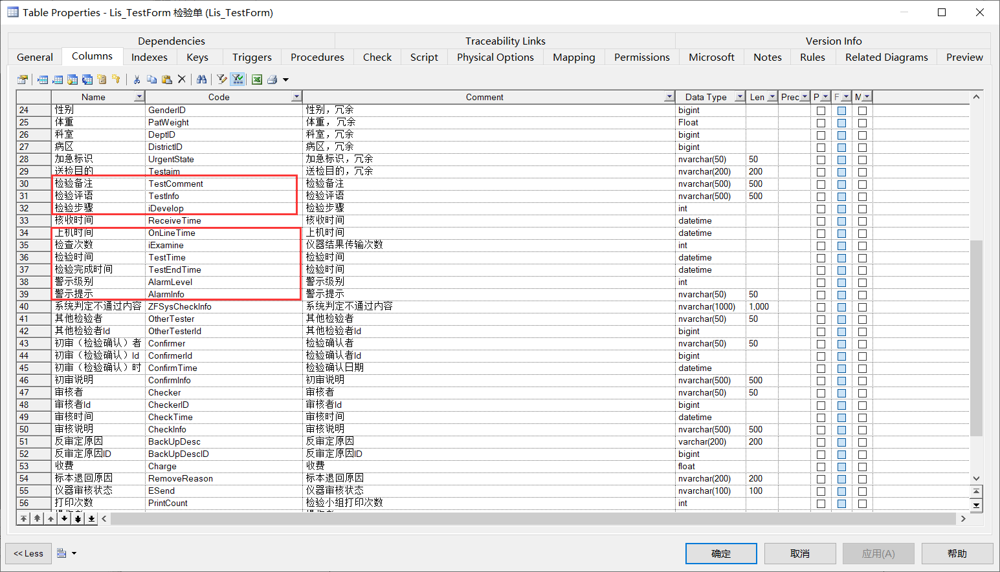 Table Properties - Lis_TestForm 检验单 (Lis_TestForm)
Dependencies Traceability Links Version Info
General Columns Indexes Keys Triggers Procedures Check Script Physical Options Mapping Permissions Microsoft Notes Rules Related Diagrams Preview
Name Code Comment Data Type Len Prec P F M
24 性别 GenderID 性别，冗余 bigint
25 体重 PatWeight 体重，冗余 Float
26 科室 DeptID 科室，冗余 bigint
27 病区 DistrictID 病区，冗余 bigint
28 加急标识 UrgentState 加急标识，冗余 nvarchar(50) 50
29 送检目的 Testaim 送检目的，冗余 nvarchar(200) 200
30 检验备注 TestComment 检验备注 nvarchar(500) 500
31 检验评语 TestInfo 检验评语 nvarchar(500) 500
32 检验步骤 iDevelop 检验步骤 int
33 核收时间 ReceiveTime 核收时间 datetime
34 上机时间 OnLineTime 上机时间 datetime
35 检查次数 iExamine 仪器结果传输次数 int
36 检验时间 TestTime 检验时间 datetime
37 检验完成时间 TestEndTime 检验时间 datetime
38 警示级别 AlarmLevel 警示级别 int
39 警示提示 AlarmInfo 警示提示 nvarchar(50) 50
40 系统判定不通过内容 ZFSysCheckInfo 系统判定不通过内容 nvarchar(1000) 1,000
41 其他检验者 OtherTester 其他检验者 nvarchar(50) 50
42 其他检验者Id OtherTesterId 其他检验者Id bigint
43 初审（检验确认）者 Confirmer 检验确认者 nvarchar(50) 50
44 初审（检验确认）Id ConfirmerId 检验确认者Id bigint
45 初审（检验确认）时 ConfirmTime 检验确认日期 datetime
46 初审说明 ConfirmInfo 初审说明 nvarchar(500) 500
47 审核者 Checker 审核者 nvarchar(50) 50
48 审核者Id CheckerID 审核者Id bigint
49 审核时间 CheckTime 审核时间 datetime
50 审核说明 CheckInfo 审核说明 nvarchar(500) 500
51 反审定原因 BackUpDesc 反审定原因 varchar(200) 200
52 反审定原因ID BackUpDescID 反审定原因ID bigint
53 收费 Charge 收费 float
54 标本退回原因 RemoveReason 标本退回原因 nvarchar(200) 200
55 仪器审核状态 ESend 仪器审核状态 nvarchar(100) 100
56 打印次数 PrintCount 检验小组打印次数 int
<< Less 确定 取消 应用(A) 帮助